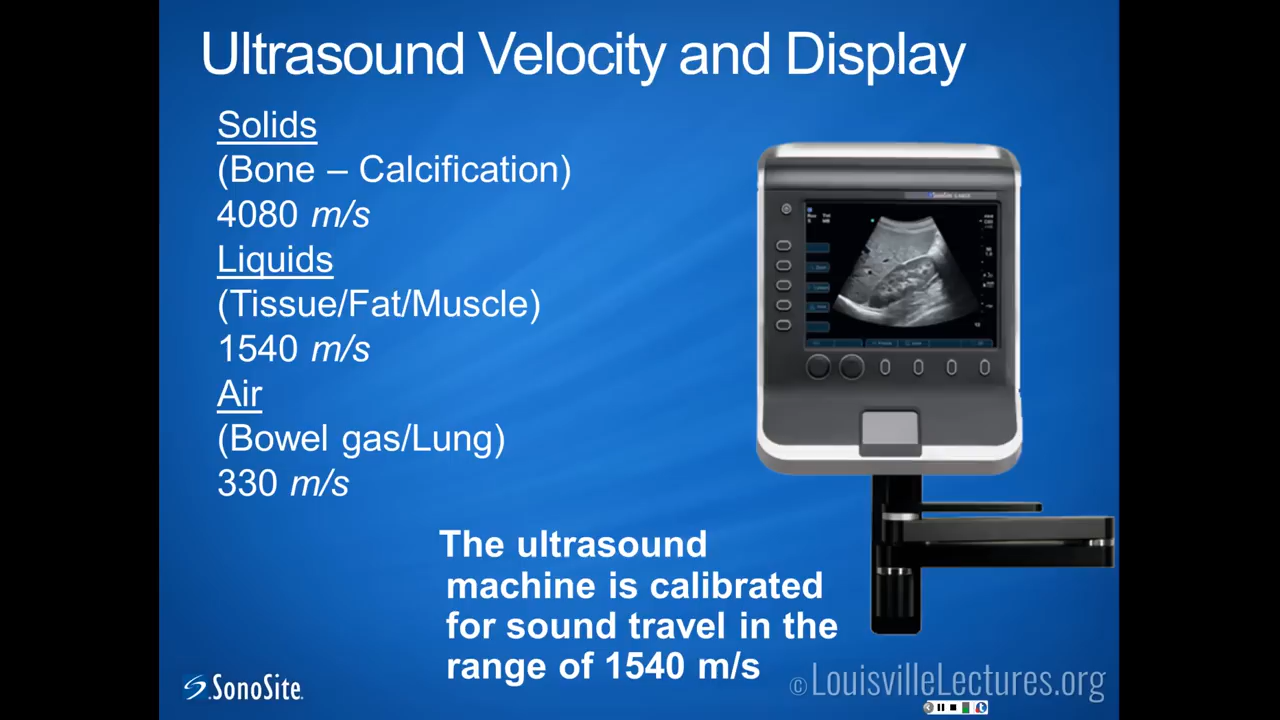 Ultrasound Velocity and Display
Solids
(Bone – Calcification)
4080 m/s
Liquids
(Tissue/Fat/Muscle)
1540 m/s
Air
(Bowel gas/Lung)
330 m/s
The ultrasound
machine is calibrated
for sound travel in the
range of 1540 m/s
SonoSite
© LouisvilleLectures.org